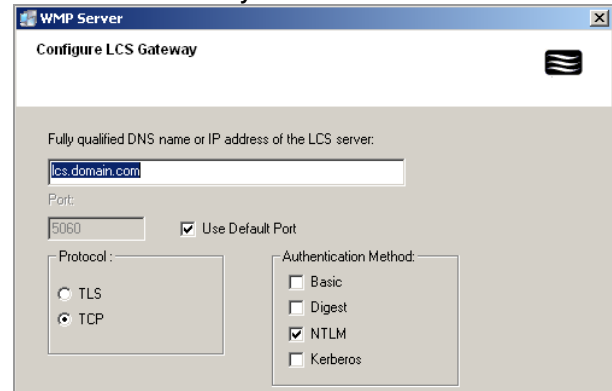 WMP Server
Configure LCS Gateway
Fully qualified DNS name or IP address of the LCS server:
lcs.domain.com
Port:
5060
Use Default Port
Protocol :
TLS
TCP
Authentication Method:
Basic
Digest
NTLM
Kerberos